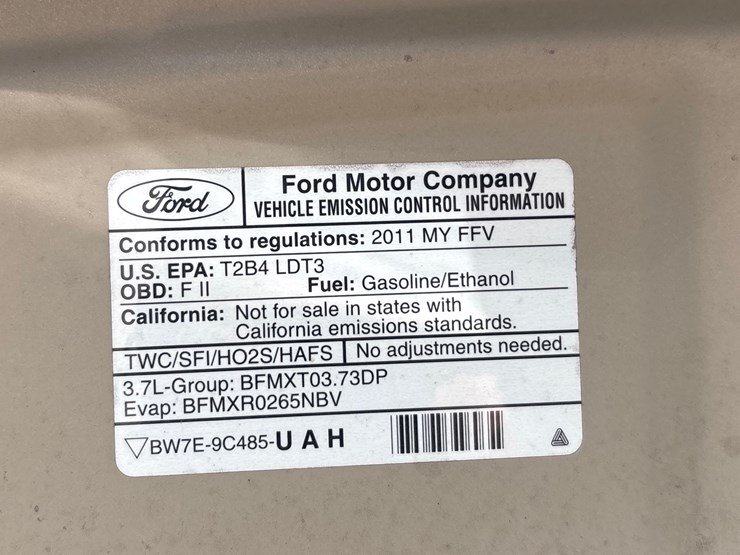 Ford
Ford Motor Company
VEHICLE EMISSION CONTROL INFORMATION
Conforms to regulations: 2011 MY FFV
U.S. EPA: T2B4 LDT3
OBD: F II Fuel: Gasoline/Ethanol
California: Not for sale in states with
California emissions standards.
TWC/SFI/HO2S/HAFS No adjustments needed.
3.7L-Group: BFMXT03.73DP
Evap: BFMXR0265NBV
BW7E-9C485-UAH